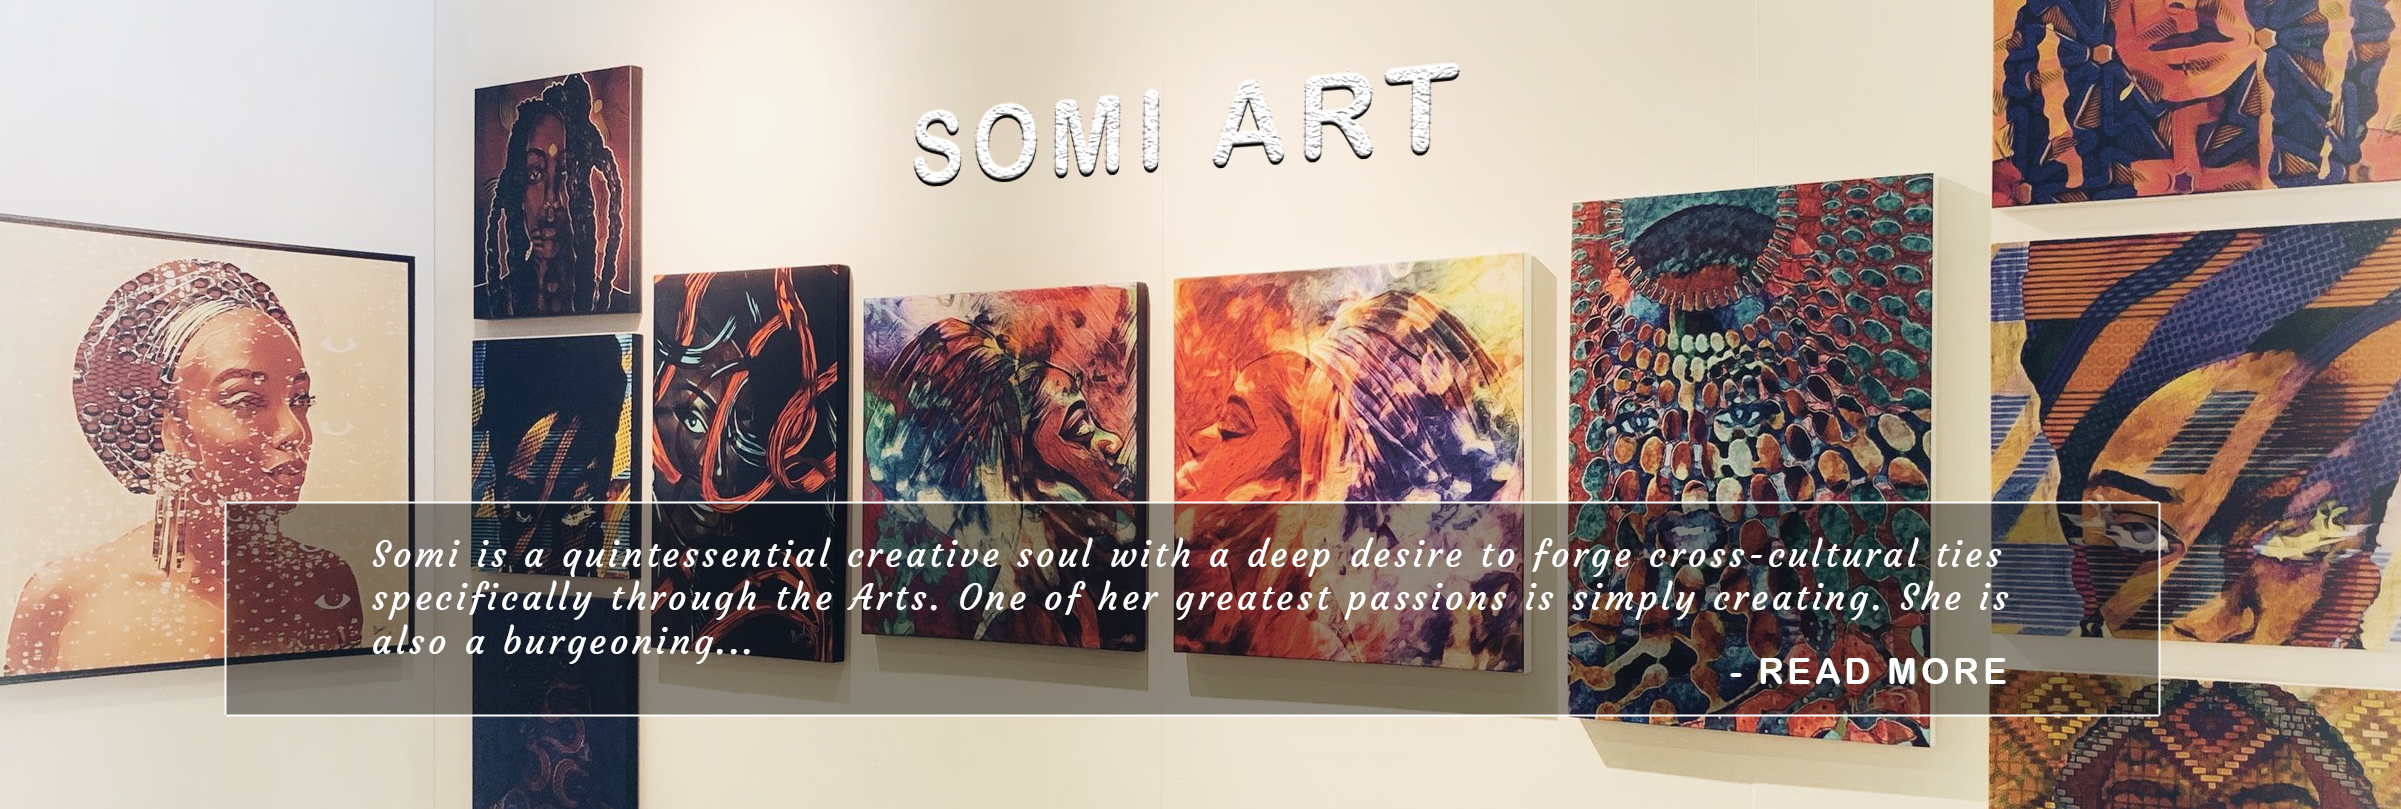 SOMI ART
Somi is a quintessential creative soul with a deep desire to forge cross-cultural ties
specifically through the Arts. One of her greatest passions is simply creating. She is
also a burgeoning...
- READ MORE